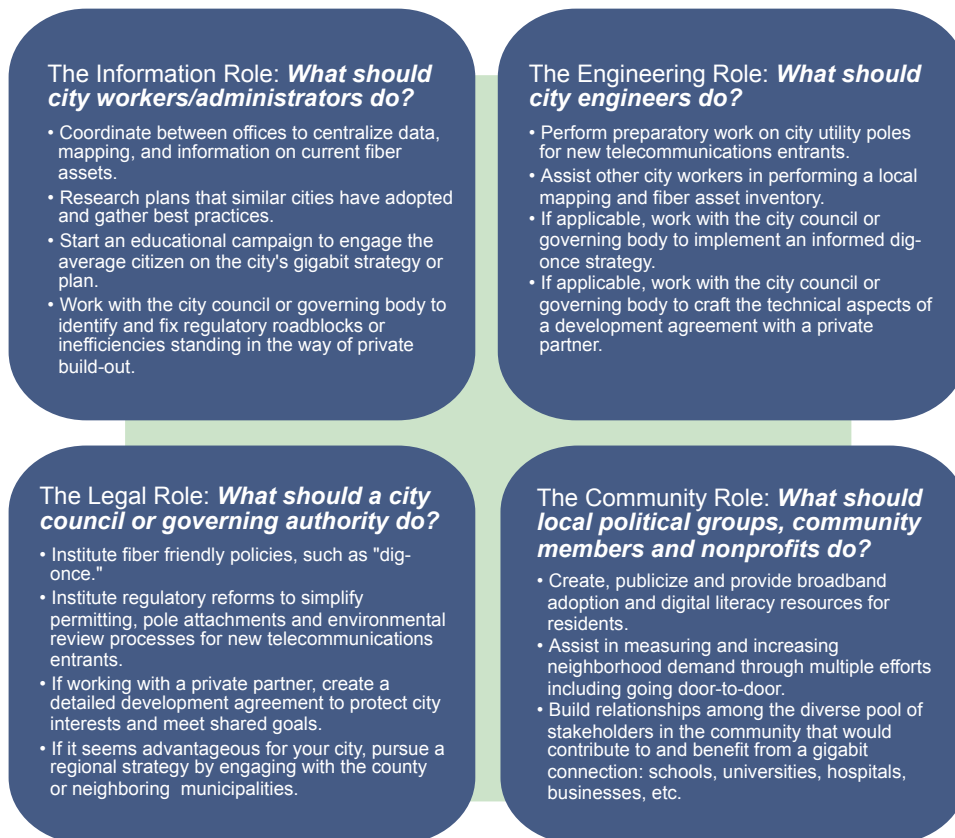 The Information Role: What should
city workers/administrators do?
• Coordinate between offices to centralize data,
mapping, and information on current fiber
assets.
• Research plans that similar cities have adopted
and gather best practices.
• Start an educational campaign to engage the
average citizen on the city's gigabit strategy or
plan.
• Work with the city council or governing body to
identify and fix regulatory roadblocks or
inefficiencies standing in the way of private
build-out.
The Engineering Role: What should
city engineers do?
• Perform preparatory work on city utility poles
for new telecommunications entrants.
• Assist other city workers in performing a local
mapping and fiber asset inventory.
• If applicable, work with the city council or
governing body to implement an informed dig-
once strategy.
• If applicable, work with the city council or
governing body to craft the technical aspects of
a development agreement with a private
partner.
The Legal Role: What should a city
council or governing authority do?
• Institute fiber friendly policies, such as "dig-
once."
• Institute regulatory reforms to simplify
permitting, pole attachments and environmental
review processes for new telecommunications
entrants.
• If working with a private partner, create a
detailed development agreement to protect city
interests and meet shared goals.
• If it seems advantageous for your city, pursue a
regional strategy by engaging with the county
or neighboring municipalities.
The Community Role: What should
local political groups, community
members and nonprofits do?
• Create, publicize and provide broadband
adoption and digital literacy resources for
residents.
• Assist in measuring and increasing
neighborhood demand through multiple efforts
including going door-to-door.
• Build relationships among the diverse pool of
stakeholders in the community that would
contribute to and benefit from a gigabit
connection: schools, universities, hospitals,
businesses, etc.